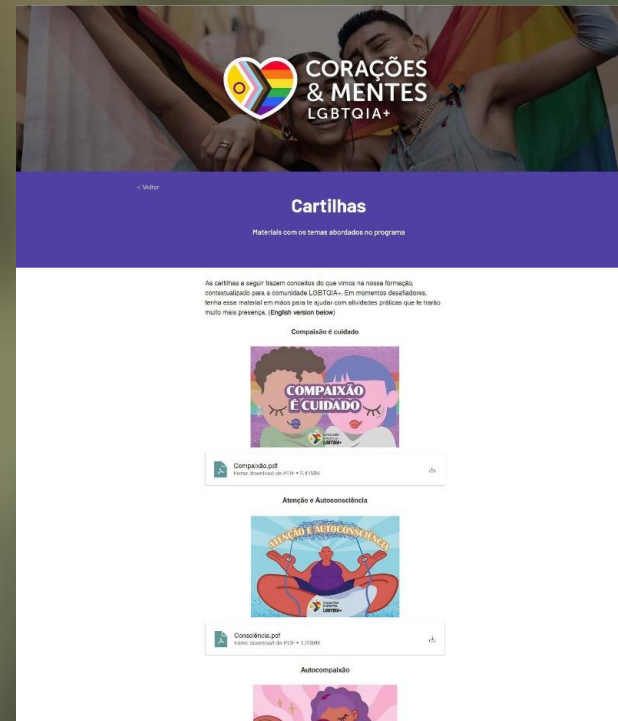 CORAÇÕES
& MENTES
LGBTQIA+
< Voltar
Cartilhas
Materiais com os temas abordados no programa
As cartilhas a seguir trazem conceitos do que vimos na nossa formação,
contextualizado para a comunidade LGBTQIA+. Em momentos desafiadores,
tenha esse material em mãos para te ajudar com atividades práticas que te trarão
muito mais presença. (English version below)
Compaixão é cuidado
COMPAIXÃO
É CUIDADO
LGBTQIA+
Compaixão.pdf
Fazer download de PDF •
Atenção e Autoconsciência
ATENÇÃO E AUTOCONSCIÊNCIA
LGBTQIA+
Consciência.pdf
Fazer download de PDF •
Autocompaixão